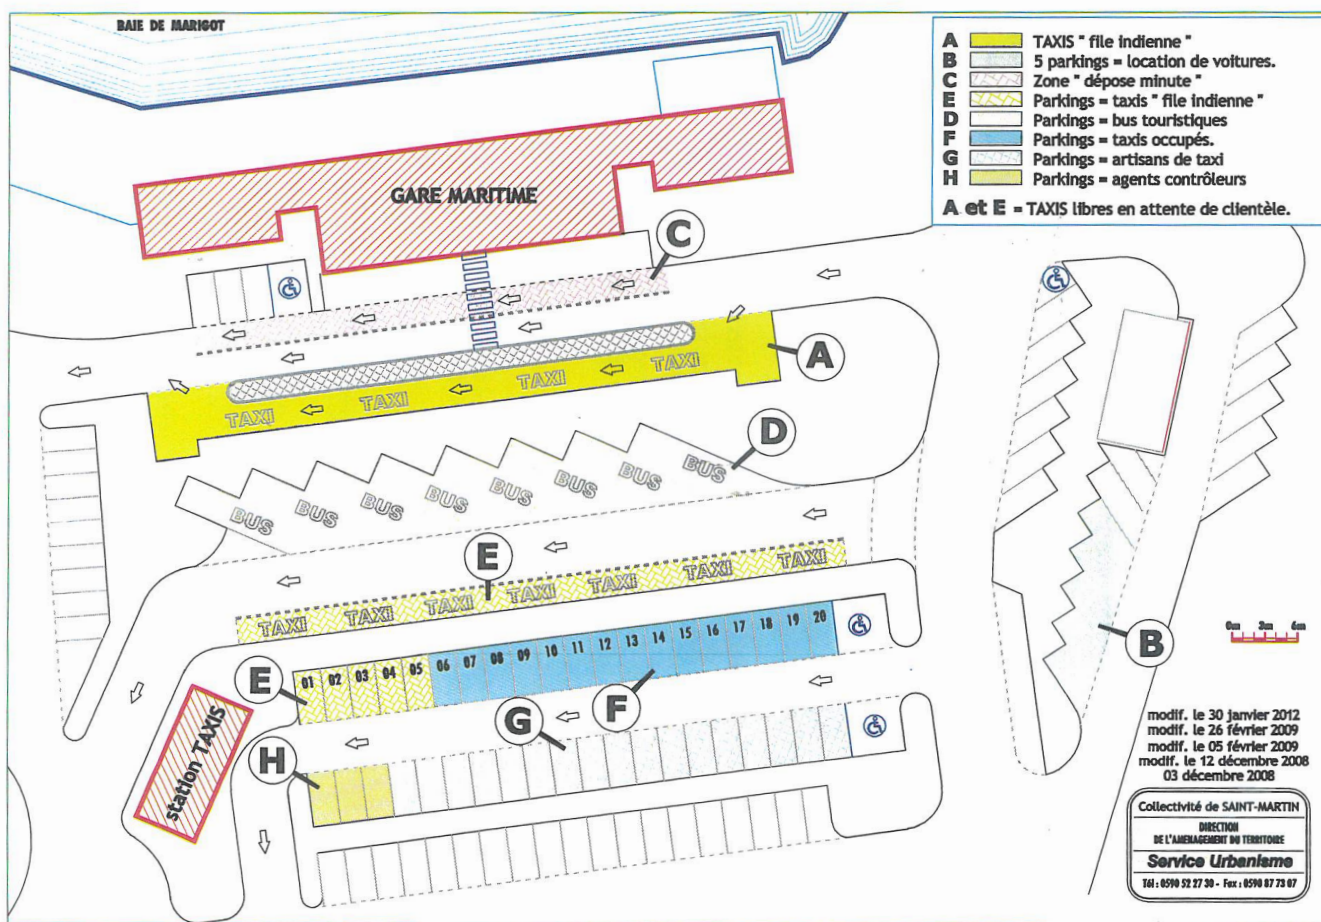 BAIE DE MARIGOT
A TAXIS " file indienne "
B 5 parkings = location de voitures.
C Zone " dépose minute "
E Parkings = taxis " file indienne "
D Parkings = bus touristiques
F Parkings = taxis occupés.
G Parkings = artisans de taxi
H Parkings = agents contrôleurs
A et E = TAXIS libres en attente de clientèle.
GARE MARITIME
C
A
TAXI TAXI TAXI TAXI
D
BUS BUS BUS BUS BUS BUS BUS BUS
E
TAXI TAXI TAXI TAXI TAXI TAXI
B
0m 3m 6m
E
01 02 03 04 05 06 07 08 09 10 11 12 13 14 15 16 17 18 19 20
F
G
H
station TAXIS
modif. le 30 janvier 2012
modif. le 26 février 2009
modif. le 05 février 2009
modif. le 12 décembre 2008
03 décembre 2008
Collectivité de SAINT-MARTIN
DIRECTION
DE L'AMENAGEMENT DU TERRITOIRE
Service Urbanisme
Tél : 0590 52 27 30 - Fax : 0590 87 73 07